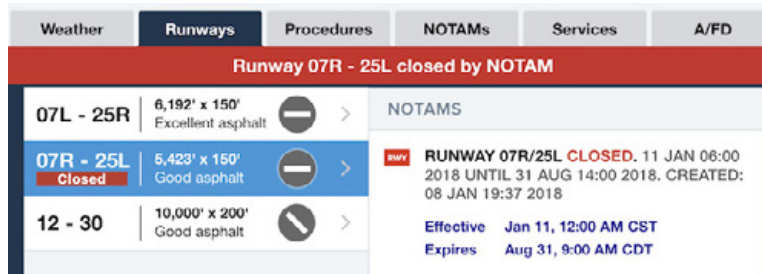 Weather Runways Procedures NOTAMs Services A/FD
Runway 07R - 25L closed by NOTAM
07L - 25R
6,192' x 150'
Excellent asphalt
07R - 25L
Closed
5,423' x 150'
Good asphalt
12 - 30
10,000' x 200'
Good asphalt
NOTAMS
RWY
RUNWAY 07R/25L CLOSED. 11 JAN 06:00
2018 UNTIL 31 AUG 14:00 2018. CREATED:
08 JAN 19:37 2018
Effective Jan 11, 12:00 AM CST
Expires Aug 31, 9:00 AM CDT